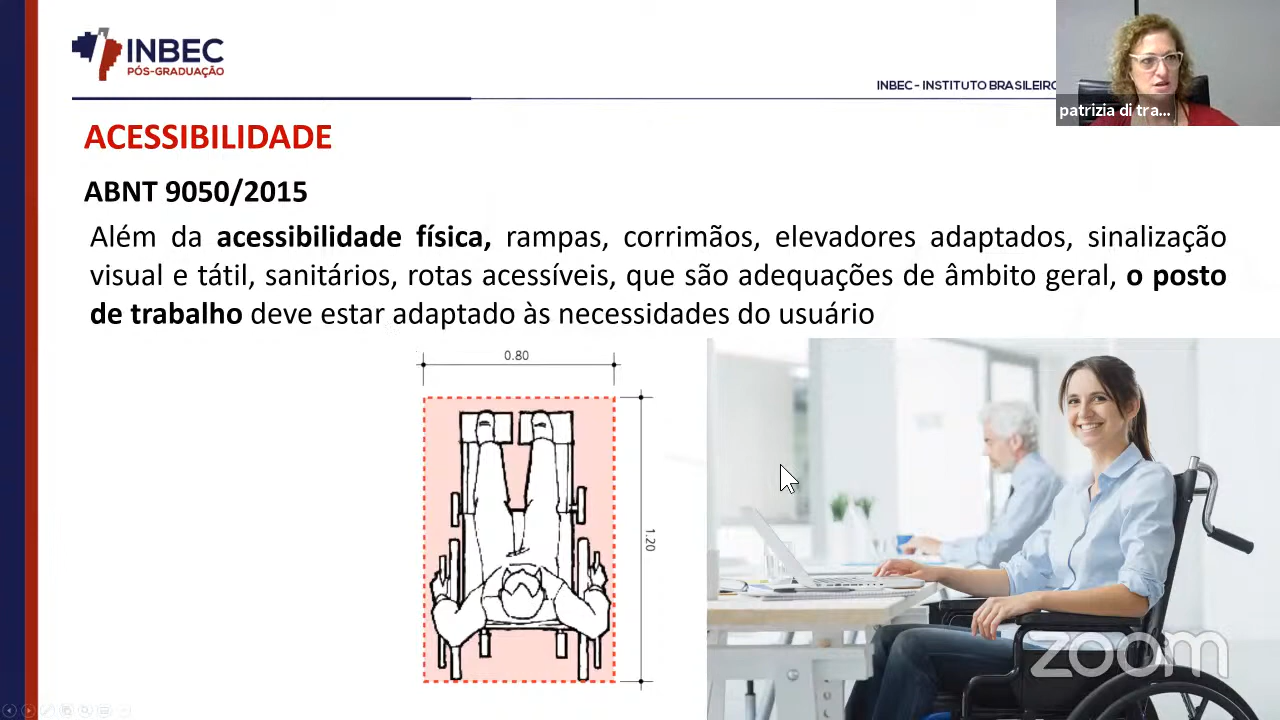 INBEC
PÓS-GRADUAÇÃO
INBEC - INSTITUTO BRASILEIRO
patrizia di tra...
ACESSIBILIDADE
ABNT 9050/2015
Além da acessibilidade física, rampas, corrimãos, elevadores adaptados, sinalização
visual e tátil, sanitários, rotas acessíveis, que são adequações de âmbito geral, o posto
de trabalho deve estar adaptado às necessidades do usuário
0.80
1.20
zoom